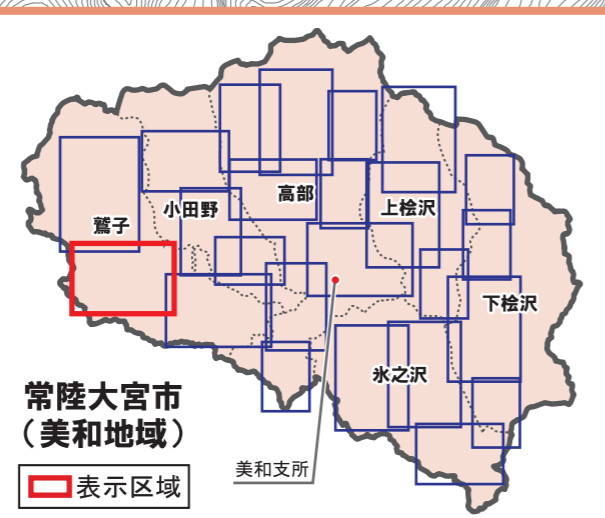 高部
上桧沢
小田野
鷲子
下桧沢
氷之沢
常陸大宮市
（美和地域）
美和支所
表示区域